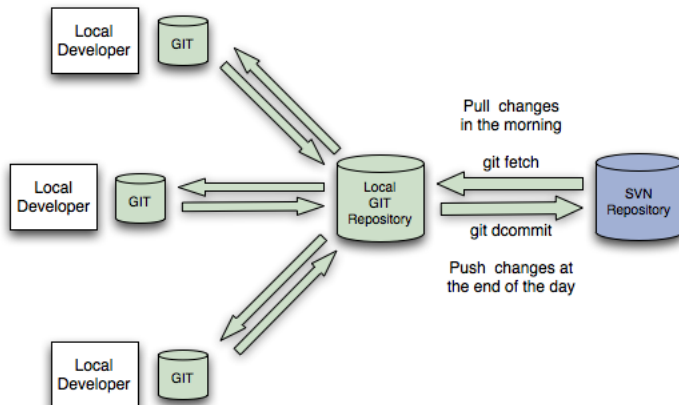 Local
Developer
GIT
Pull changes
in the morning
git fetch
Local
Developer
GIT
Local
GIT
Repository
SVN
Repository
git dcommit
Push changes at
the end of the day
Local
Developer
GIT